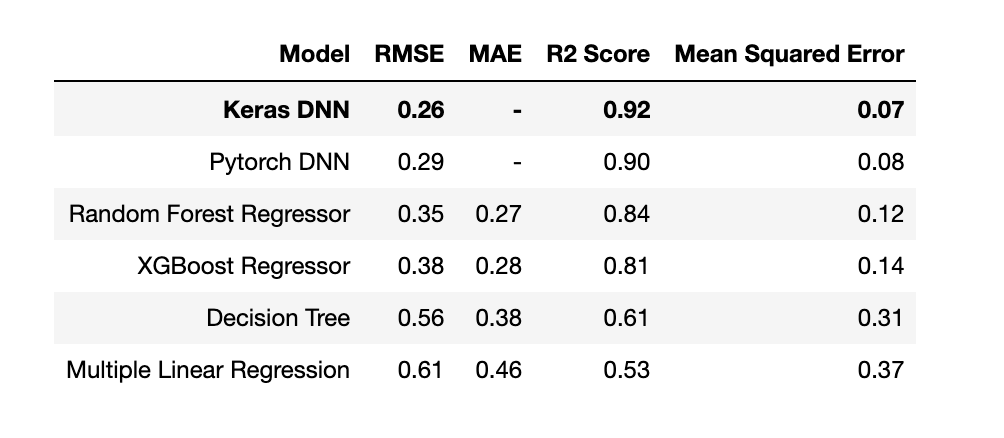 Model RMSE MAE R2 Score Mean Squared Error
Keras DNN 0.26 - 0.92 0.07
Pytorch DNN 0.29 - 0.90 0.08
Random Forest Regressor 0.35 0.27 0.84 0.12
XGBoost Regressor 0.38 0.28 0.81 0.14
Decision Tree 0.56 0.38 0.61 0.31
Multiple Linear Regression 0.61 0.46 0.53 0.37